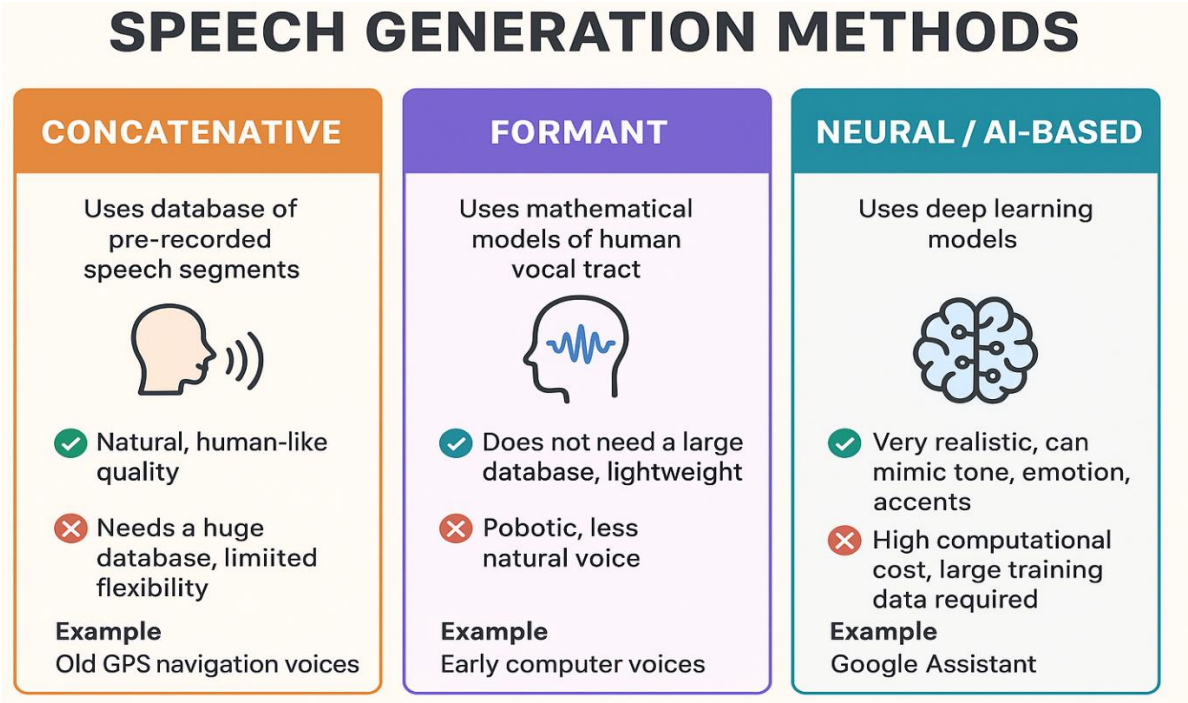 SPEECH GENERATION METHODS
CONCATENATIVE
Uses database of
pre-recorded
speech segments
Natural, human-like
quality
Needs a huge
database, limiited
flexibility
Example
Old GPS navigation voices
FORMANT
Uses mathematical
models of human
vocal tract
Does not need a large
database, lightweight
Pobotic, less
natural voice
Example
Early computer voices
NEURAL / AI-BASED
Uses deep learning
models
Very realistic, can
mimic tone, emotion,
accents
High computational
cost, large training
data required
Example
Google Assistant